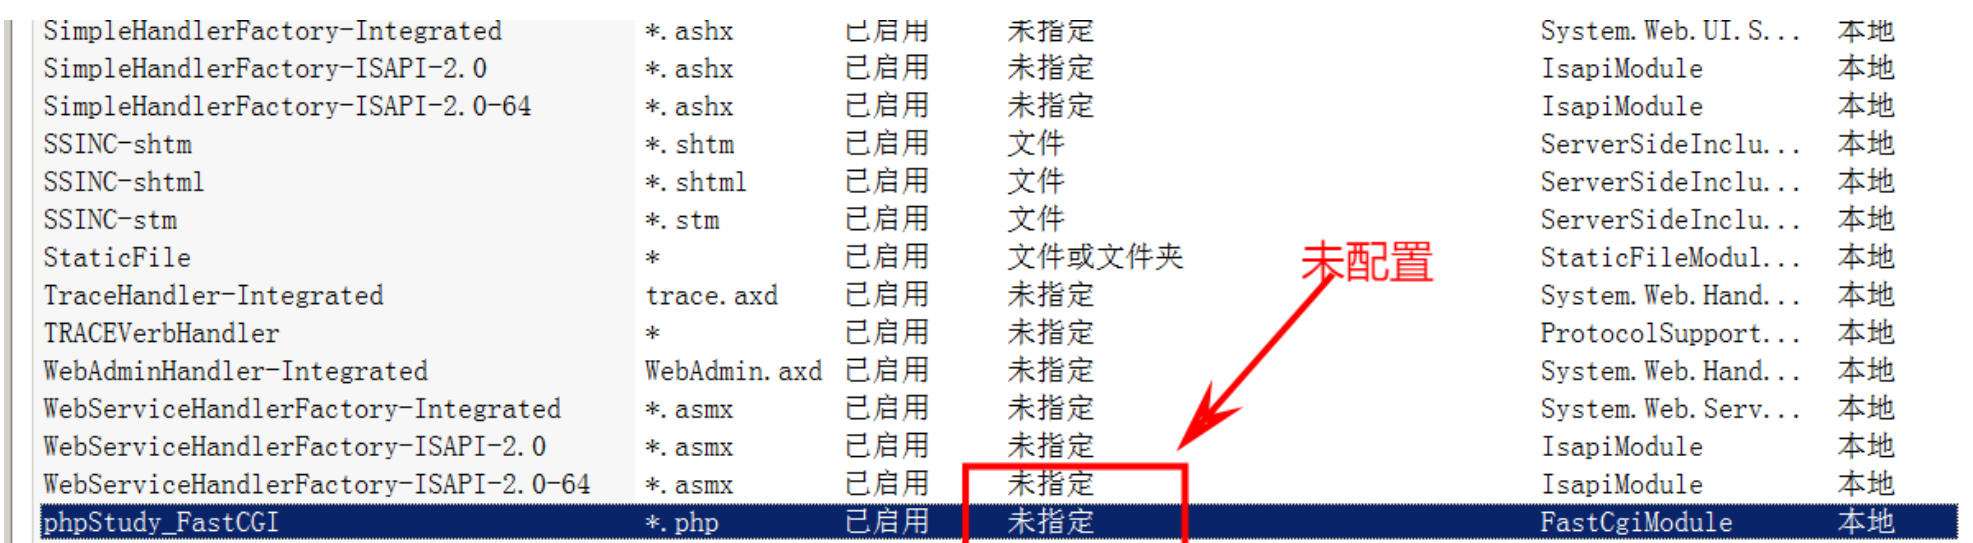 SimpleHandlerFactory-Integrated *.ashx 已启用 未指定 System.Web.UI.S... 本地
SimpleHandlerFactory-ISAPI-2.0 *.ashx 已启用 未指定 IsapiModule 本地
SimpleHandlerFactory-ISAPI-2.0-64 *.ashx 已启用 未指定 IsapiModule 本地
SSINC-shtm *.shtm 已启用 文件 ServerSideInclu... 本地
SSINC-shtml *.shtml 已启用 文件 ServerSideInclu... 本地
SSINC-stm *.stm 已启用 文件 ServerSideInclu... 本地
StaticFile * 已启用 文件或文件夹 StaticFileModul... 本地
未配置
TraceHandler-Integrated trace.axd 已启用 未指定 System.Web.Hand... 本地
TRACEVerbHandler * 已启用 未指定 ProtocolSupport... 本地
WebAdminHandler-Integrated WebAdmin.axd 已启用 未指定 System.Web.Hand... 本地
WebServiceHandlerFactory-Integrated *.asmx 已启用 未指定 System.Web.Serv... 本地
WebServiceHandlerFactory-ISAPI-2.0 *.asmx 已启用 未指定 IsapiModule 本地
WebServiceHandlerFactory-ISAPI-2.0-64 *.asmx 已启用 未指定 IsapiModule 本地
phpStudy_FastCGI *.php 已启用 未指定 FastCgiModule 本地